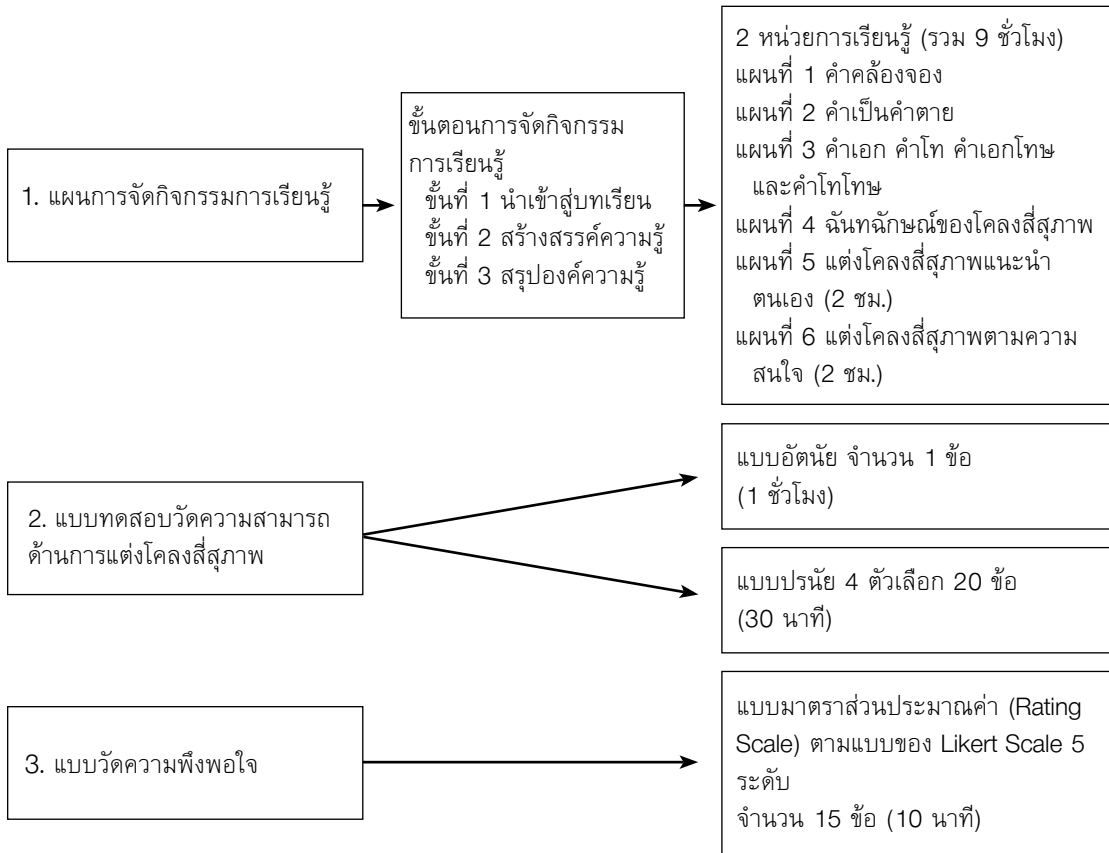 1. แผนการจัดกิจกรรมการเรียนรู้
ขั้นตอนการจัดกิจกรรม
การเรียนรู้
ขั้นที่ 1 นำเข้าสู่บทเรียน
ขั้นที่ 2 สร้างสรรค์ความรู้
ขั้นที่ 3 สรุปองค์ความรู้
2 หน่วยการเรียนรู้ (รวม 9 ชั่วโมง)
แผนที่ 1 คำคล้องจอง
แผนที่ 2 คำเป็นคำตาย
แผนที่ 3 คำเอก คำโท คำเอกโทษ
และคำโทโทษ
แผนที่ 4 ฉันทฉักษณ์ของโคลงสี่สุภาพ
แผนที่ 5 แต่งโคลงสี่สุภาพแนะนำ
ตนเอง (2 ชม.)
แผนที่ 6 แต่งโคลงสี่สุภาพตามความ
สนใจ (2 ชม.)
2. แบบทดสอบวัดความสามารถ
ด้านการแต่งโคลงสี่สุภาพ
แบบอัตนัย จำนวน 1 ข้อ
(1 ชั่วโมง)
แบบปรนัย 4 ตัวเลือก 20 ข้อ
(30 นาที)
3. แบบวัดความพึงพอใจ
แบบมาตราส่วนประมาณค่า (Rating
Scale) ตามแบบของ Likert Scale 5
ระดับ
จำนวน 15 ข้อ (10 นาที)